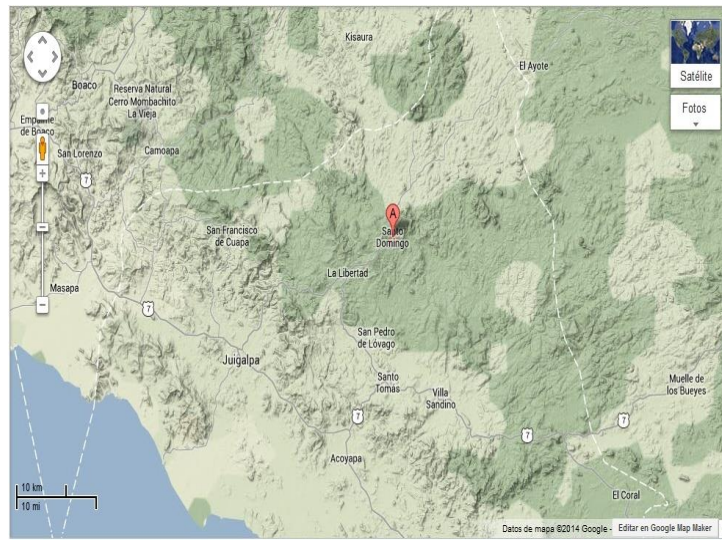 Kisaura
El Ayote
Satélite
Boaco
Reserva Natural
Cerro Mombachito
La Vieja
Fotos
Empalme
de Boaco
San Lorenzo
Camoapa
7
A
San Francisco
de Cuapa
Santo
Domingo
La Libertad
Masapa
7
San Pedro
de Lóvago
Juigalpa
Santo
Tomás
Villa
Sandino
Muelle de
los Bueyes
7
7
7
Acoyapa
10 km
10 mi
El Coral
Datos de mapa ©2014 Google - Editar en Google Map Maker